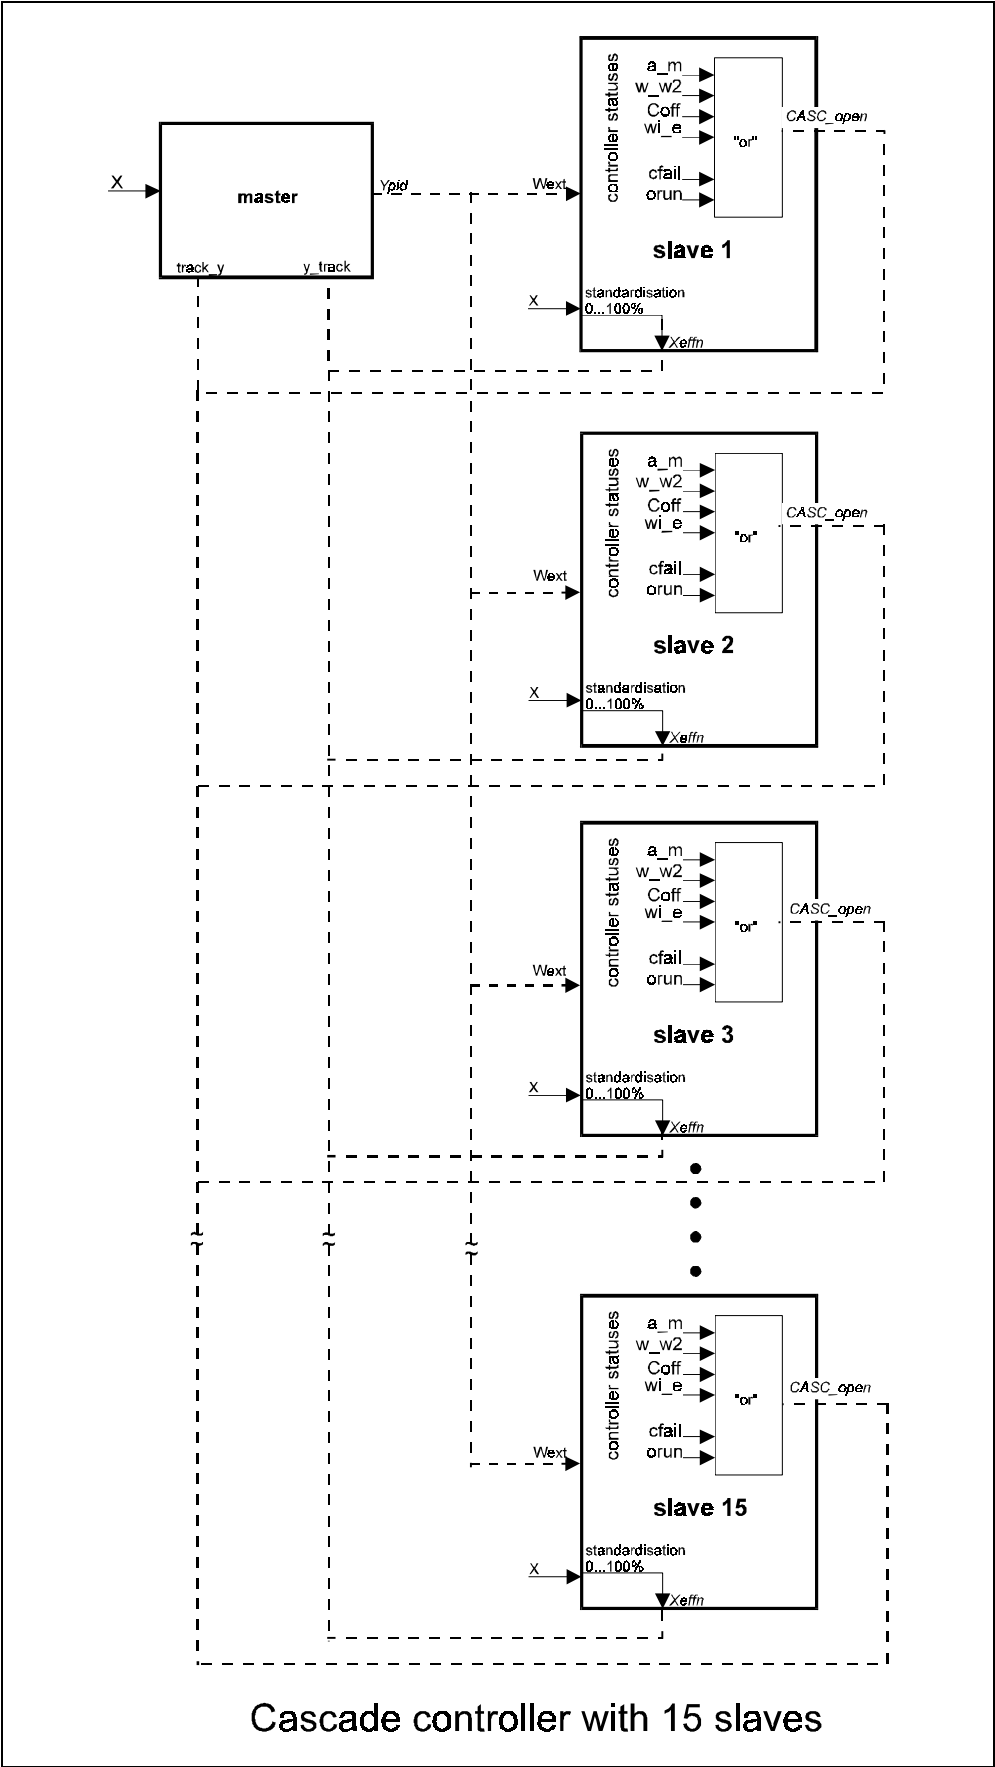 X
master
Ypid
track_y
y_track
controller statuses
a_m
w_w2
Coff
wi_e
cfail
orun
"or"
CASC_open
Wext
slave 1
X
standardisation
0...100%
Xeffn
controller statuses
a_m
w_w2
Coff
wi_e
cfail
orun
"or"
CASC_open
Wext
slave 2
X
standardisation
0...100%
Xeffn
controller statuses
a_m
w_w2
Coff
wi_e
cfail
orun
"or"
CASC_open
Wext
slave 3
X
standardisation
0...100%
Xeffn
controller statuses
a_m
w_w2
Coff
wi_e
cfail
orun
"or"
CASC_open
Wext
slave 15
X
standardisation
0...100%
Xeffn
Cascade controller with 15 slaves